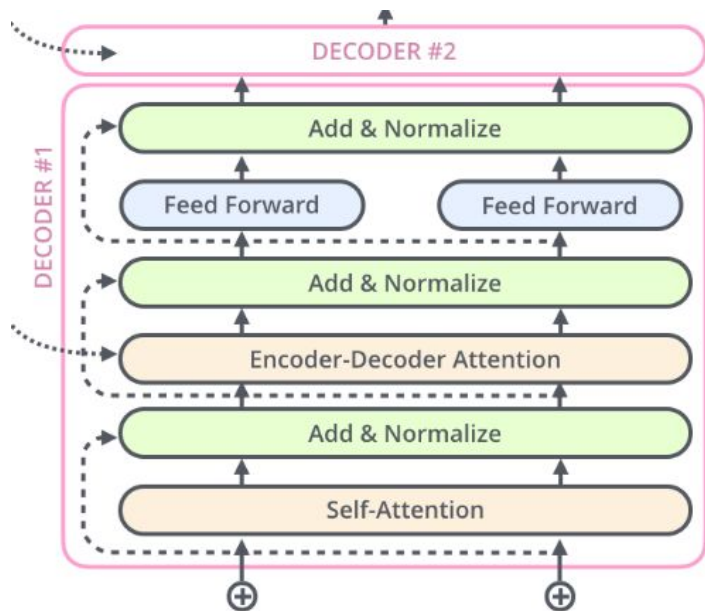 DECODER #2
DECODER #1
Add & Normalize
Feed Forward
Feed Forward
Add & Normalize
Encoder-Decoder Attention
Add & Normalize
Self-Attention